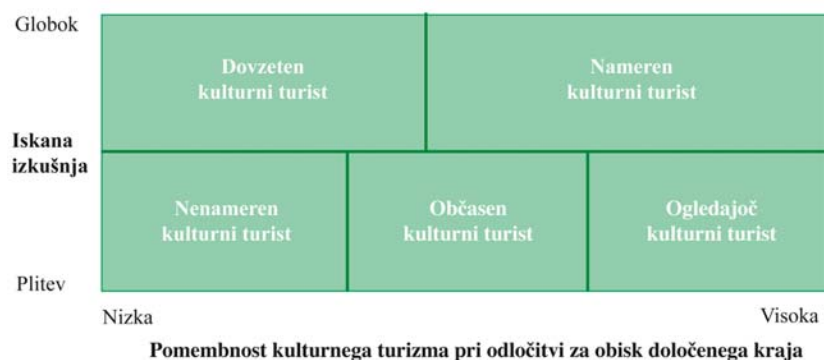 Globok
Dovzeten
kulturni turist
Nameren
kulturni turist
Iskana
izkušnja
Nenameren
kulturni turist
Občasen
kulturni turist
Ogledajoč
kulturni turist
Plitev
Nizka
Visoka
Pomembnost kulturnega turizma pri odločitvi za obisk določenega kraja